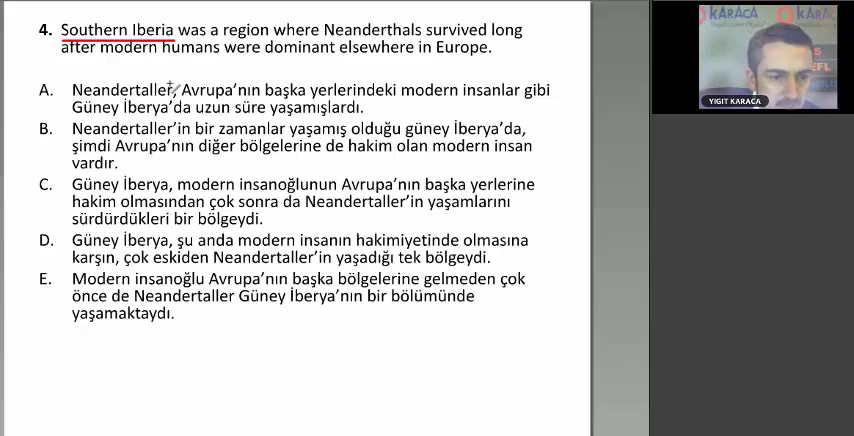 4. Southern Iberia was a region where Neanderthals survived long
after modern humans were dominant elsewhere in Europe.
A. Neandertaller, Avrupa’nın başka yerlerindeki modern insanlar gibi
Güney İberya’da uzun süre yaşamışlardı.
B. Neandertaller’in bir zamanlar yaşamış olduğu güney İberya’da,
şimdi Avrupa’nın diğer bölgelerine de hakim olan modern insan
vardır.
C. Güney İberya, modern insanoğlunun Avrupa’nın başka yerlerine
hakim olmasından çok sonra da Neandertaller’in yaşamlarını
sürdürdükleri bir bölgeydi.
D. Güney İberya, şu anda modern insanın hakimiyetinde olmasına
karşın, çok eskiden Neandertaller’in yaşadığı tek bölgeydi.
E. Modern insanoğlu Avrupa’nın başka bölgelerine gelmeden çok
önce de Neandertaller Güney İberya’nın bir bölümünde
yaşamaktaydı.
KARACA
YIGIT KARACA